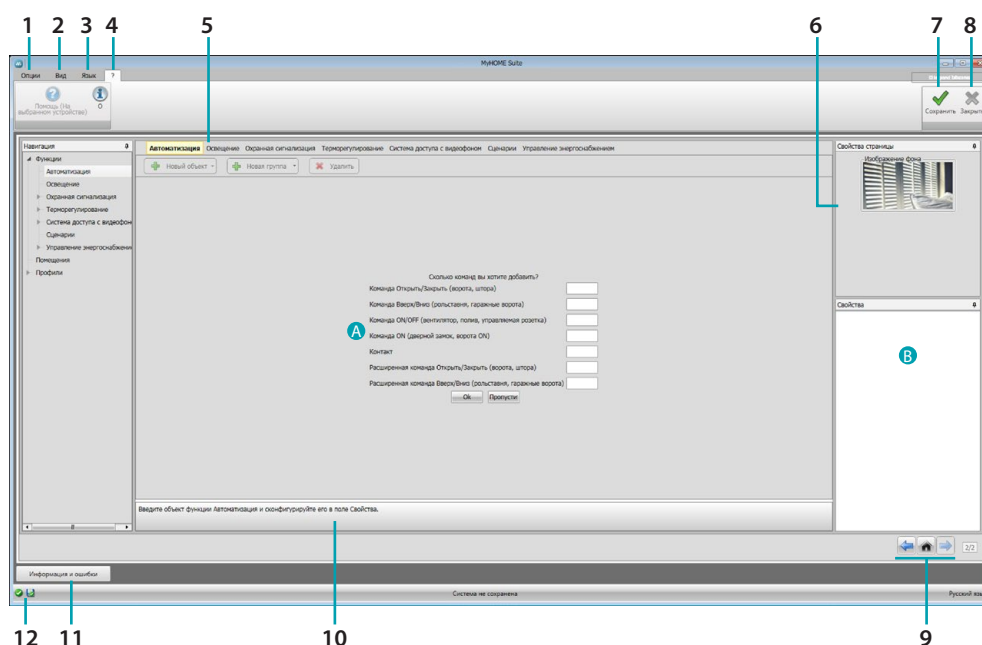 1 2 3 4 5 6 7 8
MyHOME Suite
Опции Вид Язык ?
Помощь (На выбранном устройстве)
О
Сохранить Закрыть
Навигация
Функции
Автоматизация
Освещение
Охранная сигнализация
Терморегулирование
Система доступа с видеофон
Сценарии
Управление энергоснабжени
Помещения
Профили
Автоматизация Освещение Охранная сигнализация Терморегулирование Система доступа с видеофоном Сценарии Управление энергоснабжением
Новый объект Новая группа Удалить
Сколько команд вы хотите добавить?
Команда Открыть/Закрыть (ворота, штора)
Команда Вверх/Вниз (рольставня, гаражные ворота)
Команда ON/OFF (вентилятор, полив, управляемая розетка)
A
Команда ON (дверной замок, ворота ON)
Контакт
Расширенная команда Открыть/Закрыть (ворота, штора)
Расширенная команда Вверх/Вниз (рольставня, гаражные ворота)
Ok Пропусти
Свойства страницы
Изображение фона
Свойства
B
Введите объект функции Автоматизация и сконфигурируйте его в поле Свойства.
2/2
Информация и ошибки
Система не сохранена
Русский язы
12 11 10 9